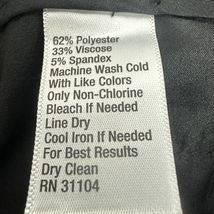 62% Polyester
33% Viscose
5% Spandex
Machine Wash Cold
With Like Colors
Only Non-Chlorine
Bleach If Needed
Line Dry
Cool Iron If Needed
For Best Results
Dry Clean
RN 31104